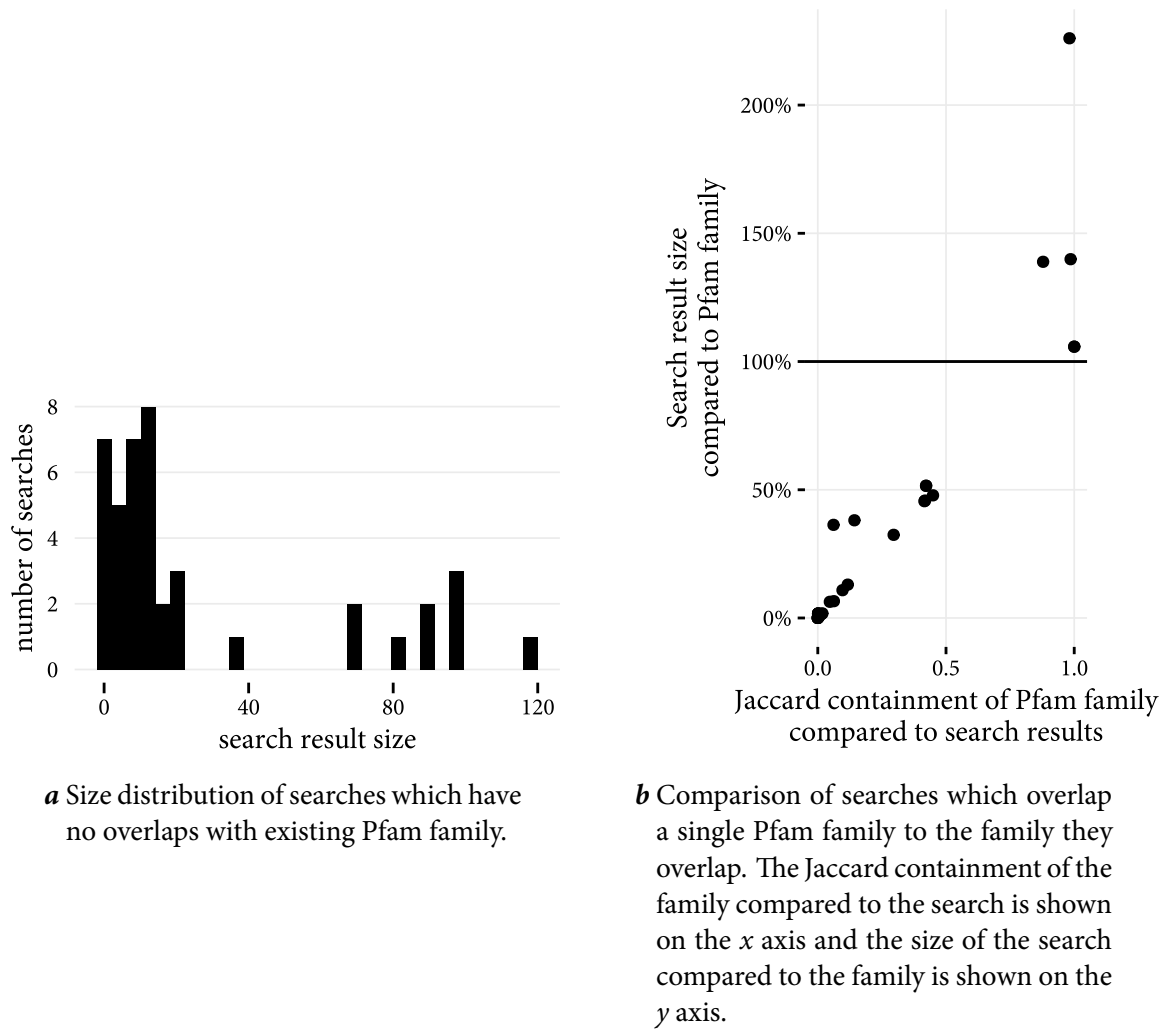 8
6
4
2
0
number of searches
0
40
80
120
search result size
a Size distribution of searches which have
no overlaps with existing Pfam family.
200%
150%
100%
50%
0%
Search result size
compared to Pfam family
0.0
0.5
1.0
Jaccard containment of Pfam family
compared to search results
b Comparison of searches which overlap
a single Pfam family to the family they
overlap. The Jaccard containment of the
family compared to the search is shown
on the x axis and the size of the search
compared to the family is shown on the
y axis.